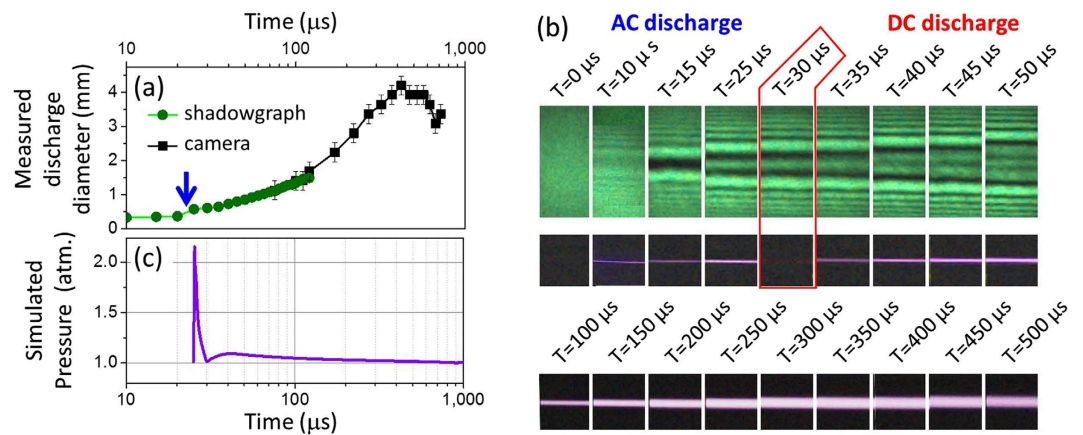 Time (μs)
10 100 1,000
(a)
4
3
2
1
0
Measured
discharge
diameter (mm)
shadowgraph
camera
(c)
2.0
1.5
1.0
Simulated
Pressure (atm.)
10 100 1,000
Time (μs)
(b)
AC discharge DC discharge
T=0 μs T=10 μs T=15 μs T=25 μs T=30 μs T=35 μs T=40 μs T=45 μs T=50 μs
T=100 μs T=150 μs T=200 μs T=250 μs T=300 μs T=350 μs T=400 μs T=450 μs T=500 μs